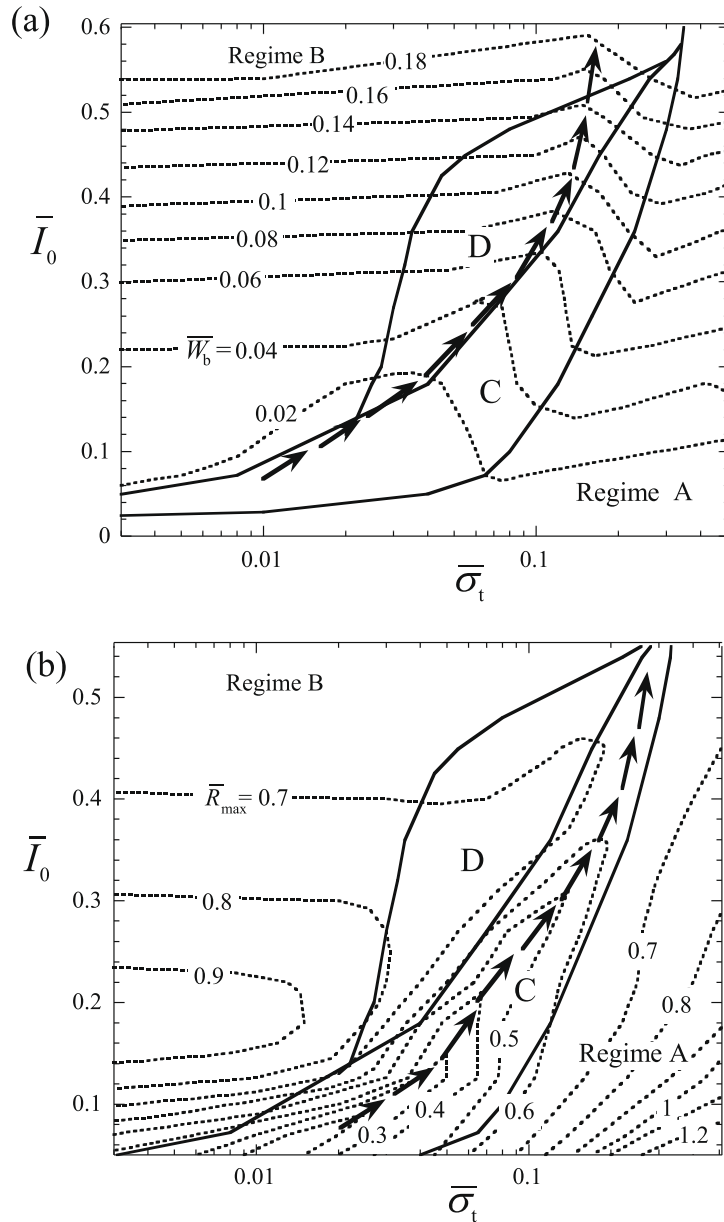 (a)
0.6
0.5
0.4
0.3
0.2
0.1
0
Ī₀
Regime B
0.18
0.16
0.14
0.12
0.1
0.08
0.06
W̄b = 0.04
0.02
D
C
Regime A
0.01
0.1
σ̄t
(b)
0.5
0.4
0.3
0.2
0.1
Ī₀
Regime B
R̄max = 0.7
0.8
0.9
D
C
0.7
0.8
0.5
Regime A
0.4
0.6
0.3
1
1.2
0.01
0.1
σ̄t